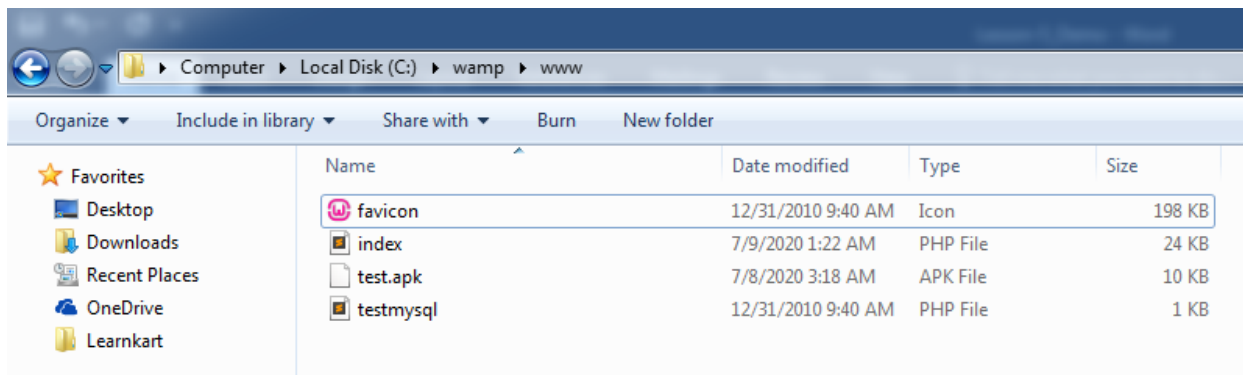 Computer Local Disk (C:) wamp www
Organize Include in library Share with Burn New folder
Favorites
Desktop
Downloads
Recent Places
OneDrive
Learnkart
Name Date modified Type Size
favicon 12/31/2010 9:40 AM Icon 198 KB
index 7/9/2020 1:22 AM PHP File 24 KB
test.apk 7/8/2020 3:18 AM APK File 10 KB
testmysql 12/31/2010 9:40 AM PHP File 1 KB